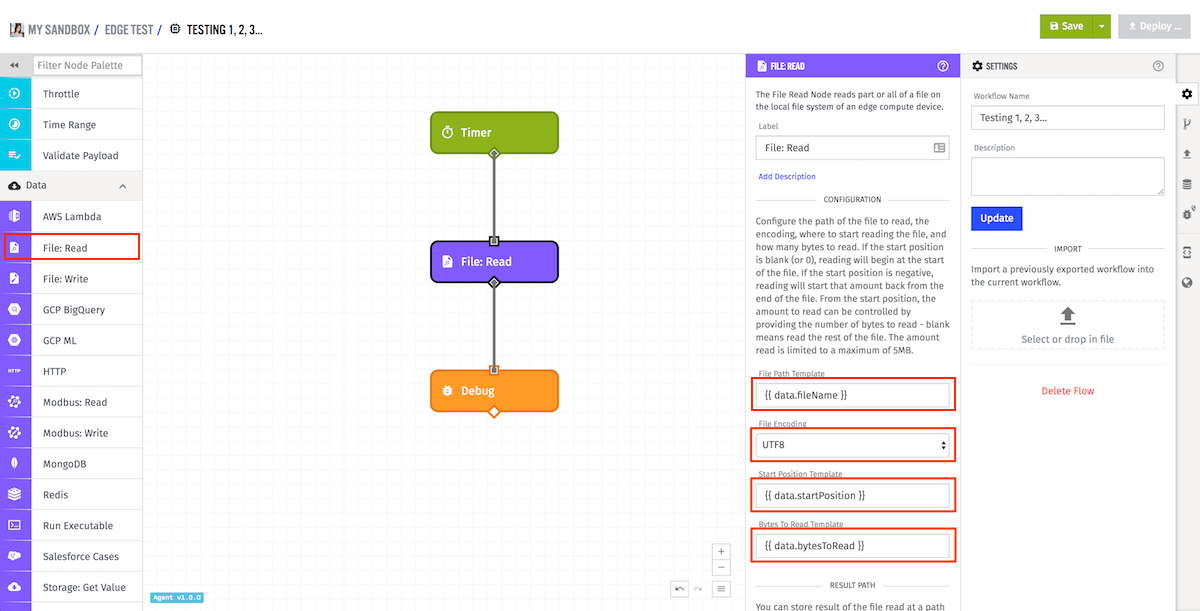 MY SANDBOX / EDGE TEST / TESTING 1, 2, 3...
Save
Deploy ...
Filter Node Palette
Throttle
Time Range
Validate Payload
Data
AWS Lambda
File: Read
File: Write
GCP BigQuery
GCP ML
HTTP
HTTP
Modbus: Read
Modbus: Write
MongoDB
Redis
Run Executable
Salesforce Cases
Storage: Get Value
Timer
File: Read
Debug
Agent v1.0.0
+
−
FILE: READ
The File Read Node reads part or all of a file on
the local file system of an edge compute device.
Label
File: Read
Add Description
CONFIGURATION
Configure the path of the file to read, the
encoding, where to start reading the file, and
how many bytes to read. If the start position
is blank (or 0), reading will begin at the start
of the file. If the start position is negative,
reading will start that amount back from the
end of the file. From the start position, the
amount to read can be controlled by
providing the number of bytes to read - blank
means read the rest of the file. The amount
read is limited to a maximum of 5MB.
File Path Template
{{ data.fileName }}
File Encoding
UTF8
Start Position Template
{{ data.startPosition }}
Bytes To Read Template
{{ data.bytesToRead }}
RESULT PATH
You can store result of the file read at a path
SETTINGS
Workflow Name
Testing 1, 2, 3...
Description
Update
IMPORT
Import a previously exported workflow into
the current workflow.
Select or drop in file
Delete Flow